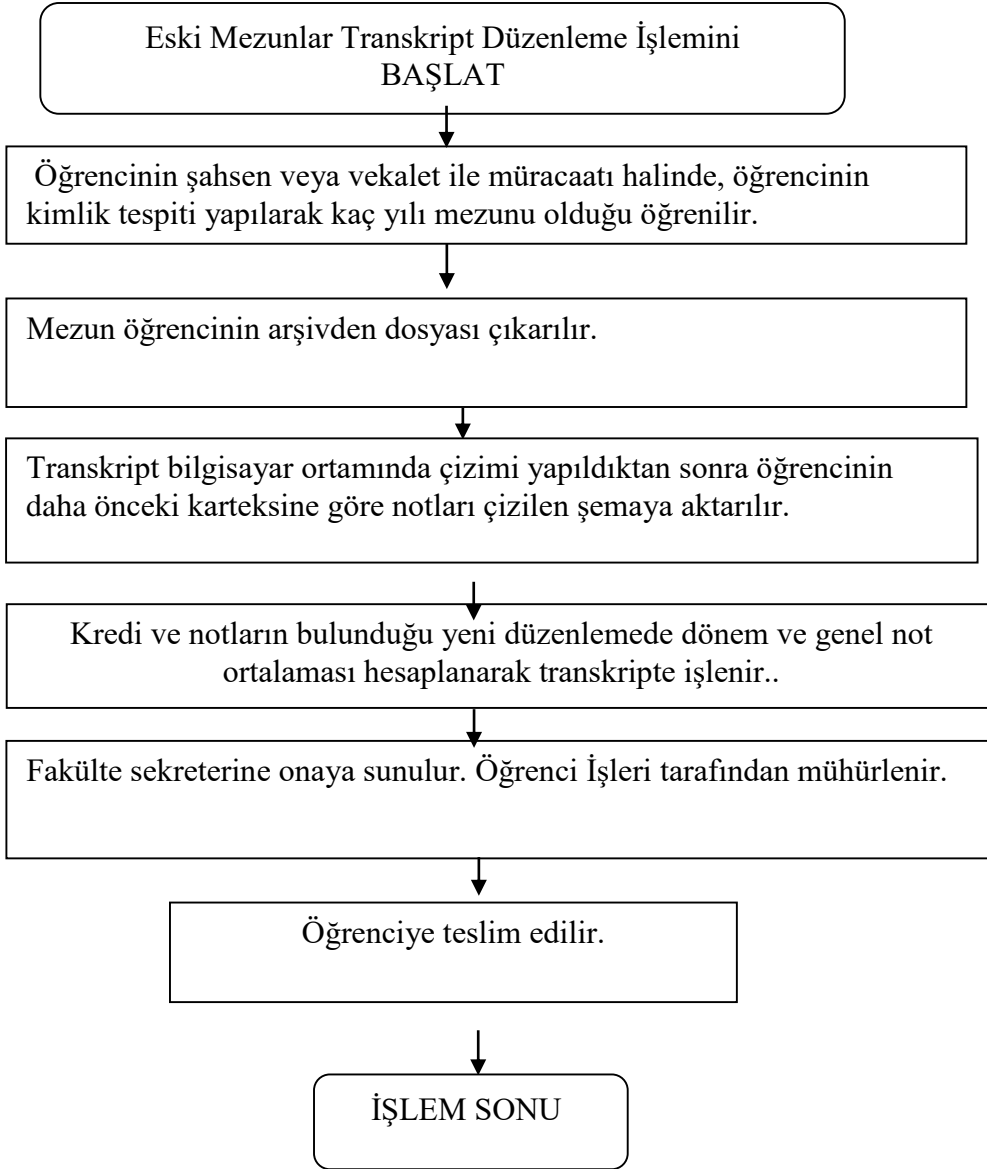 Eski Mezunlar Transkript Düzenleme İşlemini
BAŞLAT
Öğrencinin şahsen veya vekalet ile müracaatı halinde, öğrencinin
kimlik tespiti yapılarak kaç yılı mezunu olduğu öğrenilir.
Mezun öğrencinin arşivden dosyası çıkarılır.
Transkript bilgisayar ortamında çizimi yapıldıktan sonra öğrencinin
daha önceki karteksine göre notları çizilen şemaya aktarılır.
Kredi ve notların bulunduğu yeni düzenlemede dönem ve genel not
ortalaması hesaplanarak transkripte işlenir..
Fakülte sekreterine onaya sunulur. Öğrenci İşleri tarafından mühürlenir.
Öğrenciye teslim edilir.
İŞLEM SONU